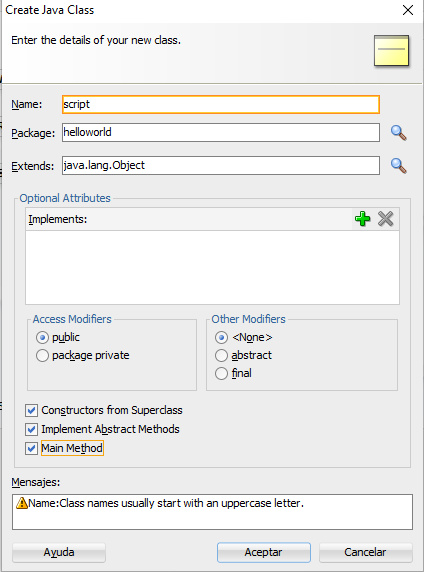 Create Java Class
Enter the details of your new class.
Name: script
Package: helloworld
Extends: java.lang.Object
Optional Attributes
Implements:
Access Modifiers
public
package private
Other Modifiers
<None>
abstract
final
Constructors from Superclass
Implement Abstract Methods
Main Method
Mensajes:
Name:Class names usually start with an uppercase letter.
Ayuda Aceptar Cancelar